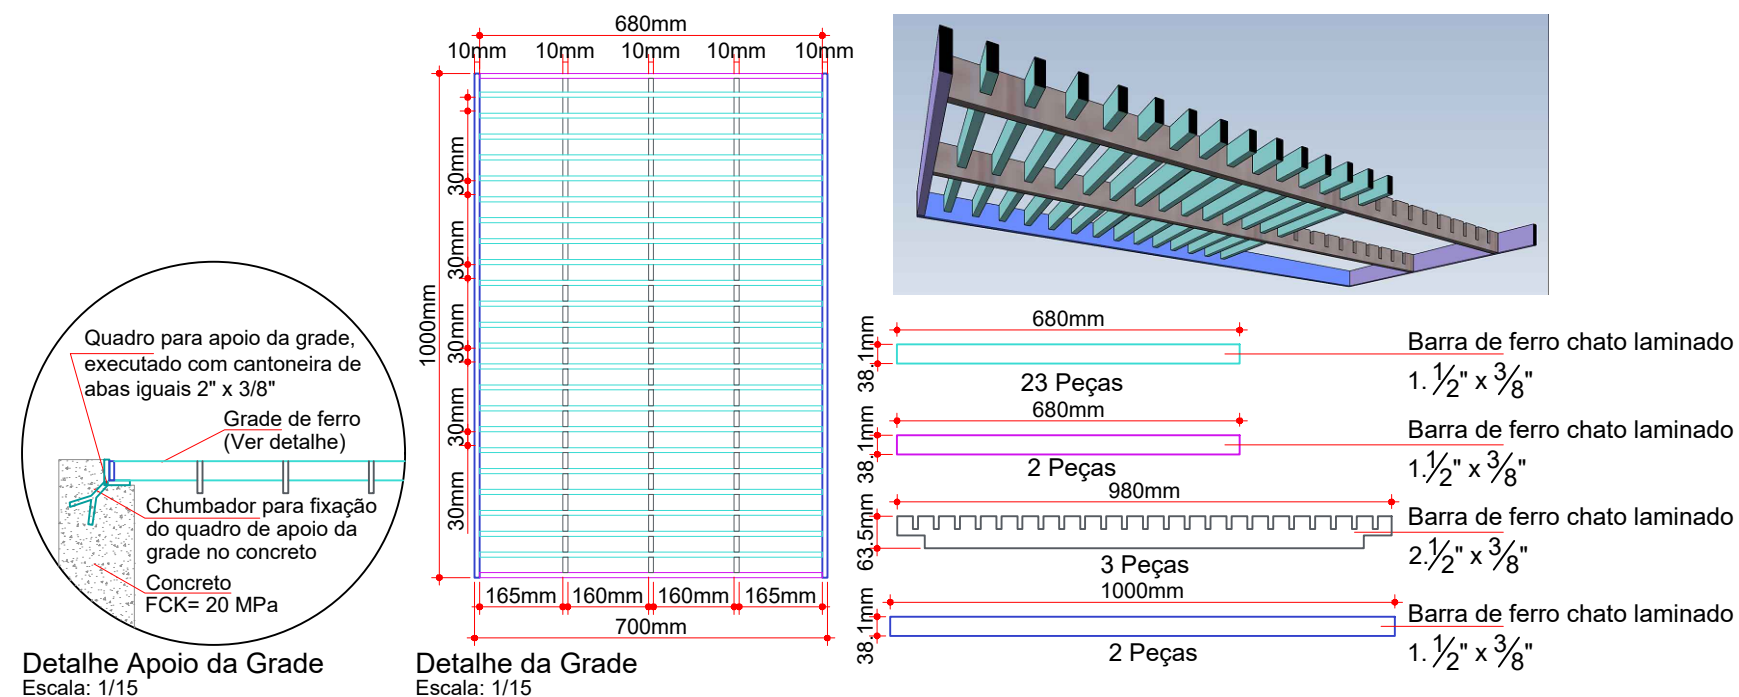 Quadro para apoio da grade,
executado com cantoneira de
abas iguais 2" x 3/8"
Grade de ferro
(Ver detalhe)
Chumbador para fixação
do quadro de apoio da
grade no concreto
Concreto
FCK= 20 MPa
Detalhe Apoio da Grade
Escala: 1/15
680mm
10mm 10mm 10mm 10mm 10mm
1000mm
30mm
30mm
30mm
30mm
30mm
165mm 160mm 160mm 165mm
700mm
Detalhe da Grade
Escala: 1/15
680mm
38.1mm
23 Peças
Barra de ferro chato laminado
1. 1/2" x 3/8"
680mm
38.1mm
2 Peças
Barra de ferro chato laminado
1.1/2" x 3/8"
980mm
63.5mm
3 Peças
Barra de ferro chato laminado
2.1/2" x 3/8"
1000mm
38.1mm
2 Peças
Barra de ferro chato laminado
1. 1/2" x 3/8"